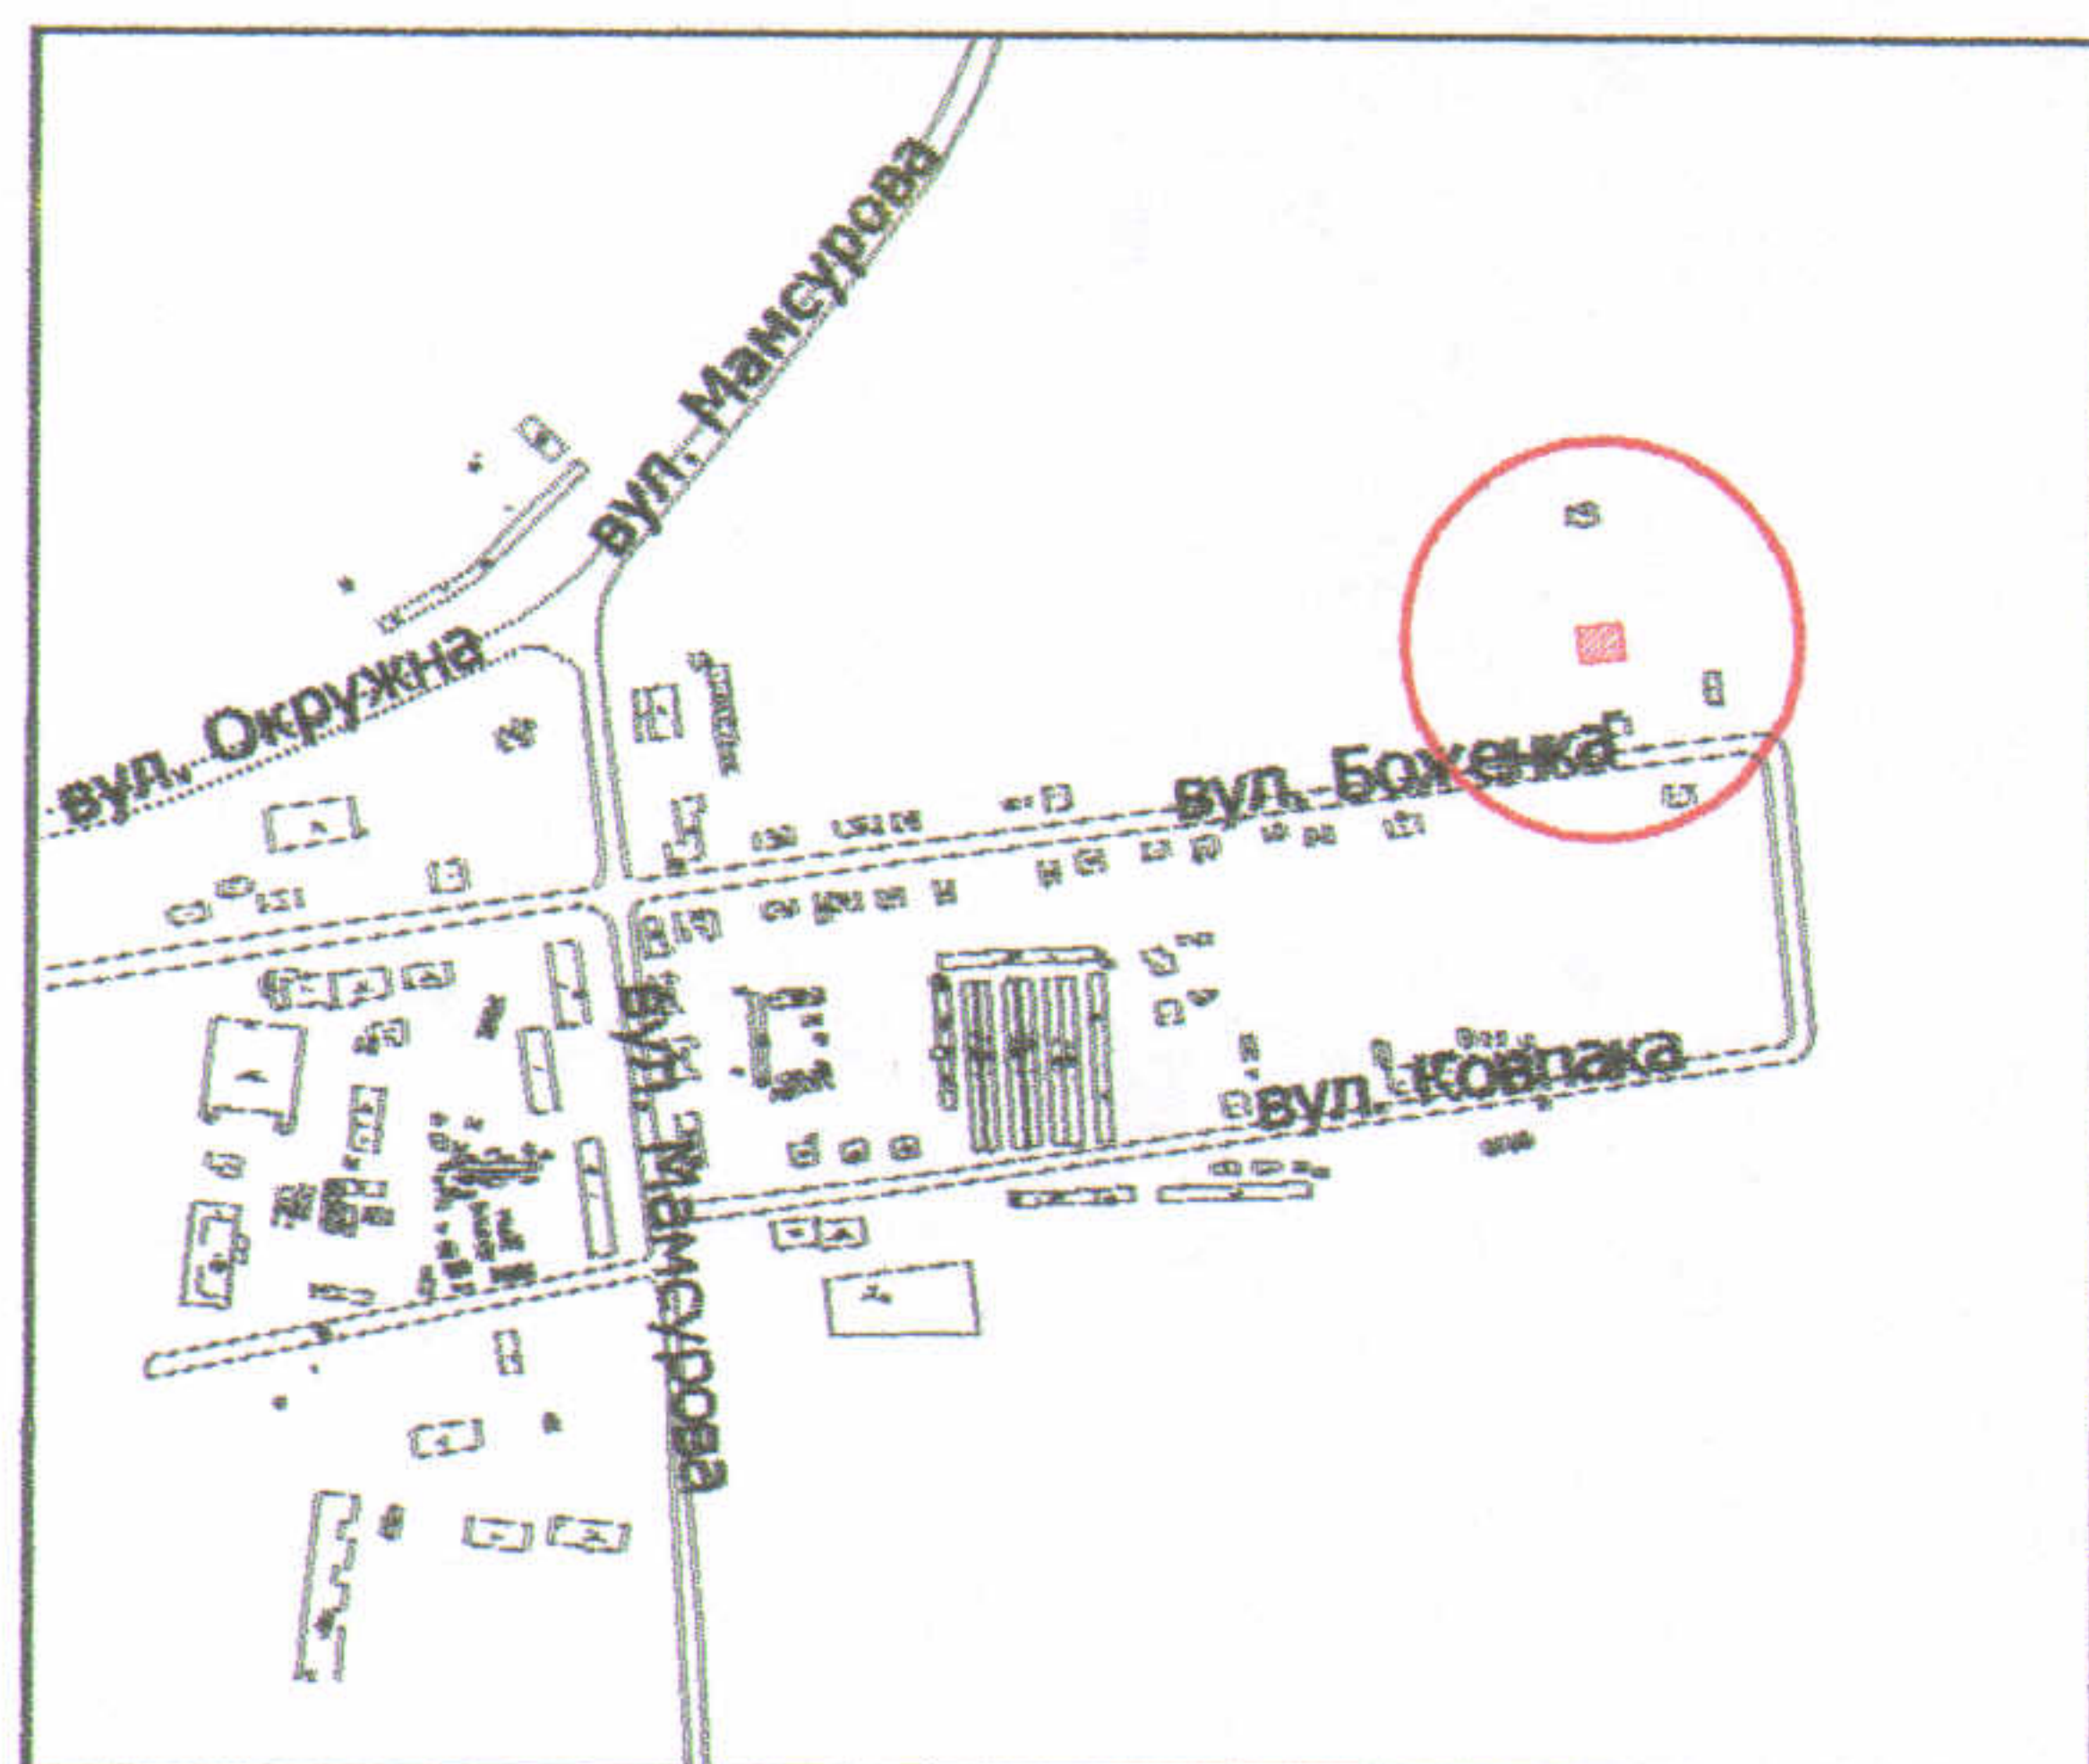 вул. Мамсурова
вул. Окружна
вул. Боженка
вул. Ковпака
вул. Мамсурова